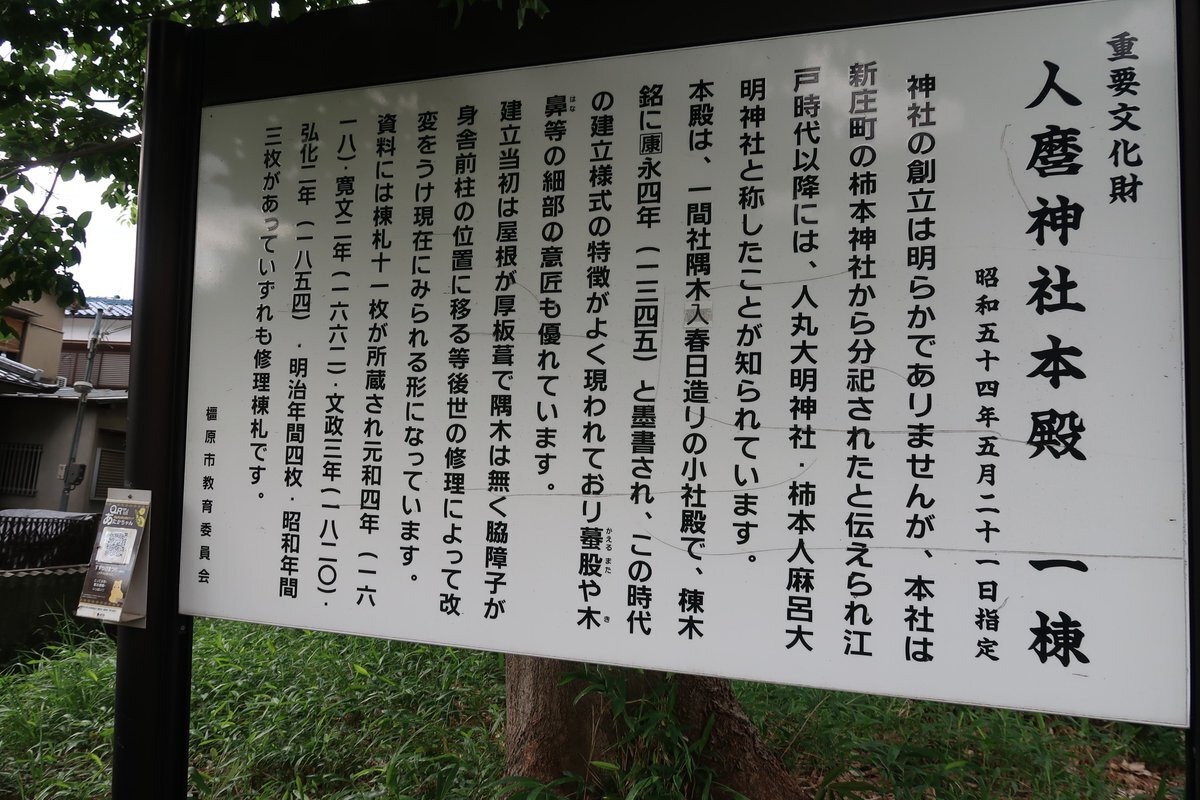 重要文化財
人麿神社本殿 一棟
昭和五十四年五月二十一日指定
神社の創立は明らかでありませんが、本社は
新庄町の柿本神社から分祀されたと伝えられ江
戸時代以降には、人丸大明神社・柿本人麻呂大
明神社と称したことが知られています。
本殿は、一間社隅木入春日造りの小社殿で、棟木
銘に康永四年（一三四五）と墨書され、この時代
の建立様式の特徴がよく現われており蟇股や木
かえるまた
き
鼻等の細部の意匠も優れています。
はな
建立当初は屋根が厚板葺で隅木は無く脇障子が
身舎前柱の位置に移る等後世の修理によって改
変をうけ現在にみられる形になっています。
資料には棟札十一枚が所蔵され元和四年（一六
一八）・寛文二年（一六六二）・文政三年（一八二〇）・
弘化二年（一八五四）・明治年間四枚・昭和年間
三枚があっていずれも修理棟札です。
橿原市教育委員会